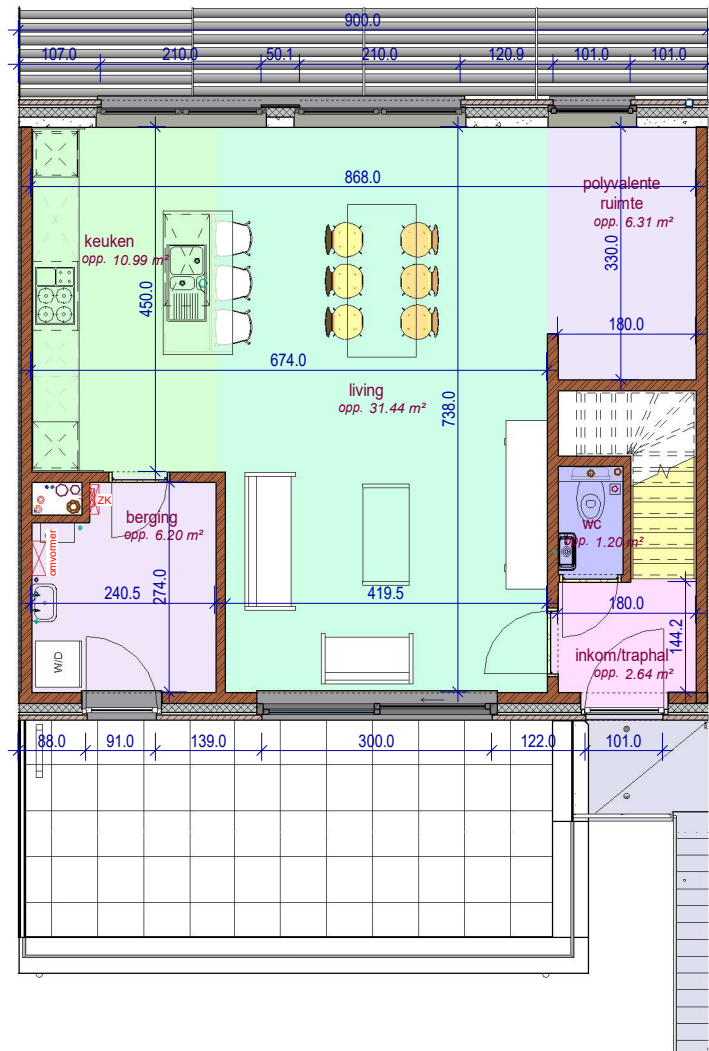 900.0
107.0 210.0 50.1 210.0 120.9 101.0 101.0
868.0
polyvalente
ruimte
opp. 6.31 m²
keuken
opp. 10.99 m²
450.0
330.0
180.0
674.0
living
opp. 31.44 m²
738.0
ZK
berging
opp. 6.20 m²
omvormer
wc
opp. 1.20 m²
240.5
274.0
419.5
180.0
144.2
W/D
inkom/traphal
opp. 2.64 m²
88.0 91.0 139.0 300.0 122.0 101.0